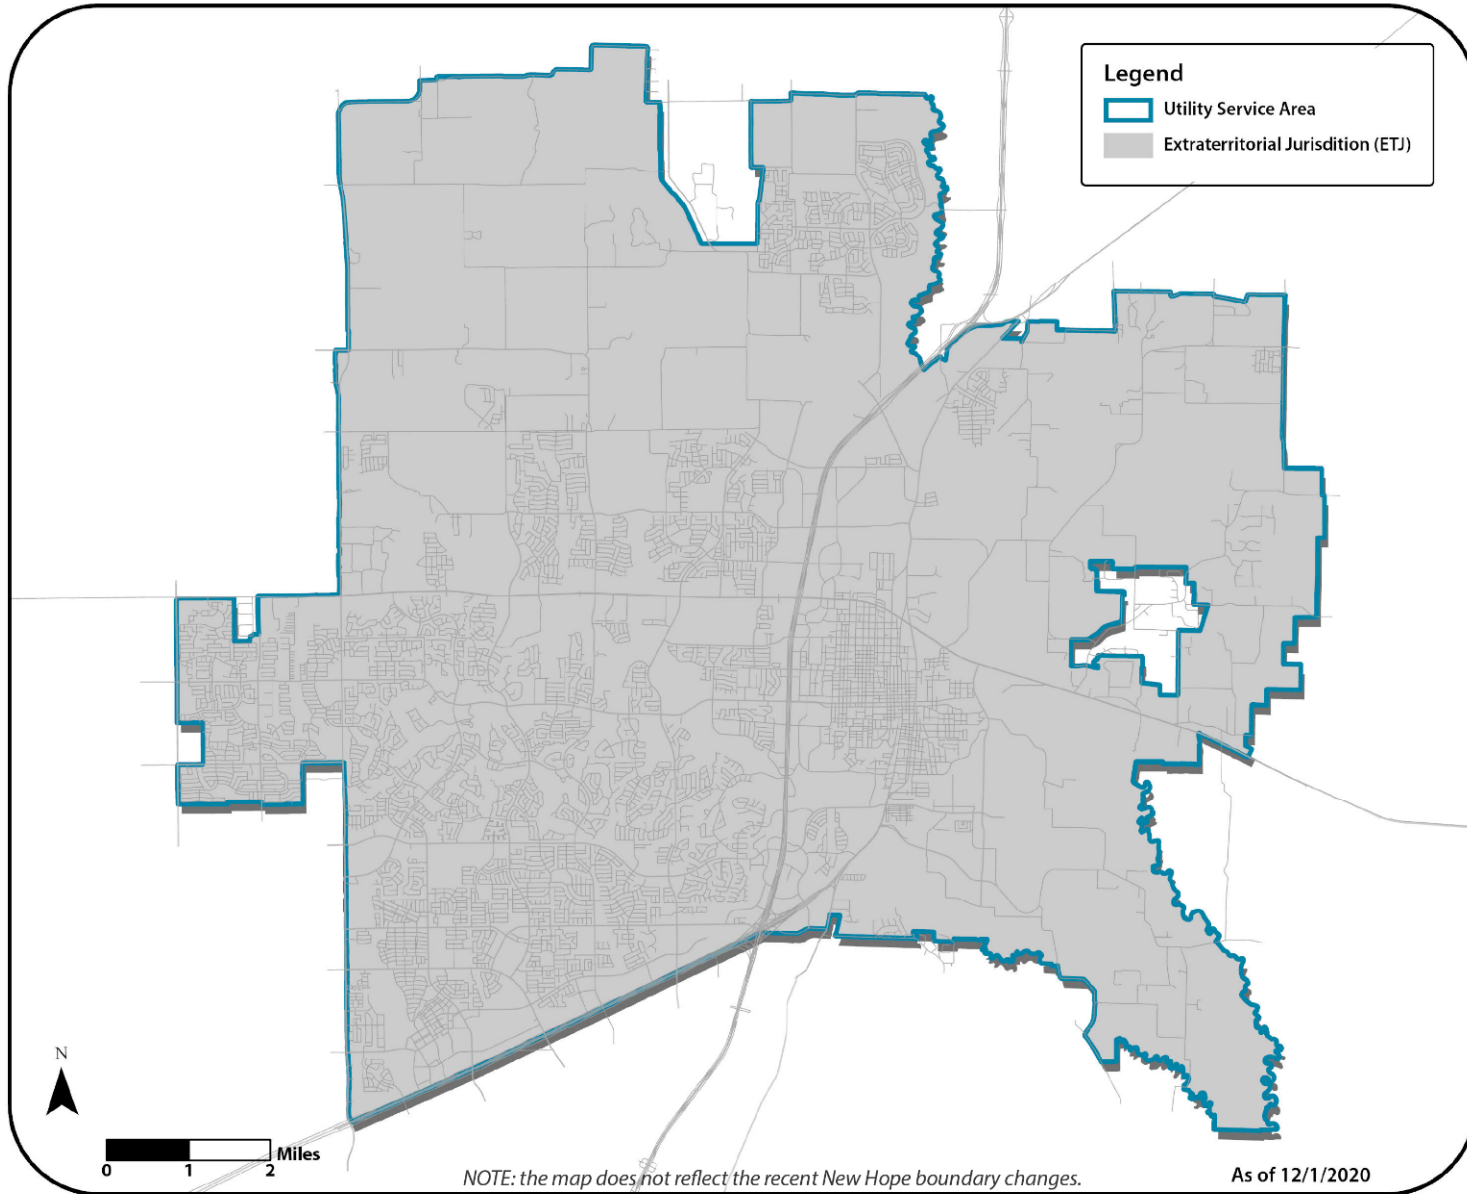 Legend
Utility Service Area
Extraterritorial Jurisdition (ETJ)
N
Miles
0 1 2
NOTE: the map does not reflect the recent New Hope boundary changes.
As of 12/1/2020